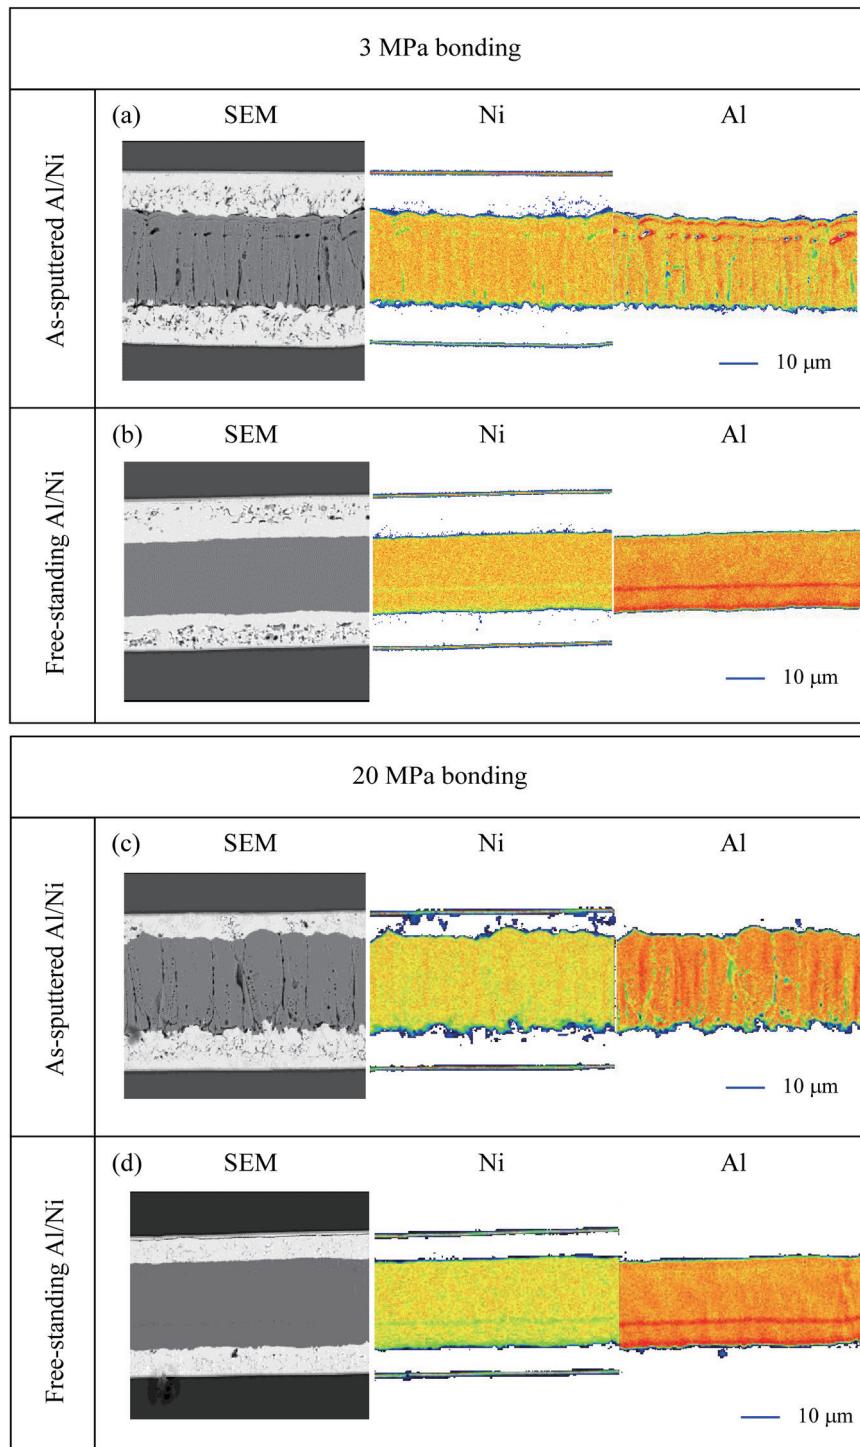 3 MPa bonding
As-sputtered Al/Ni
(a) SEM Ni Al
10 μm
Free-standing Al/Ni
(b) SEM Ni Al
10 μm
20 MPa bonding
As-sputtered Al/Ni
(c) SEM Ni Al
10 μm
Free-standing Al/Ni
(d) SEM Ni Al
10 μm